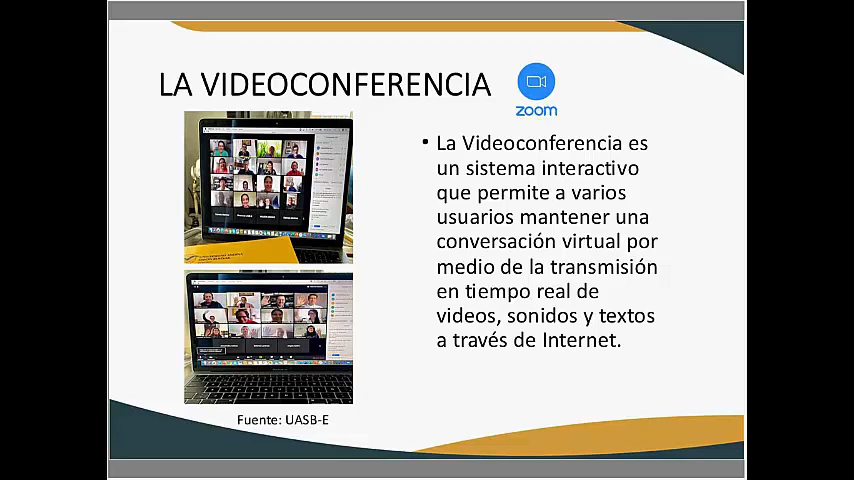 LA VIDEOCONFERENCIA
zoom
• La Videoconferencia es
un sistema interactivo
que permite a varios
usuarios mantener una
conversación virtual por
medio de la transmisión
en tiempo real de
videos, sonidos y textos
a través de Internet.
Fuente: UASB-E